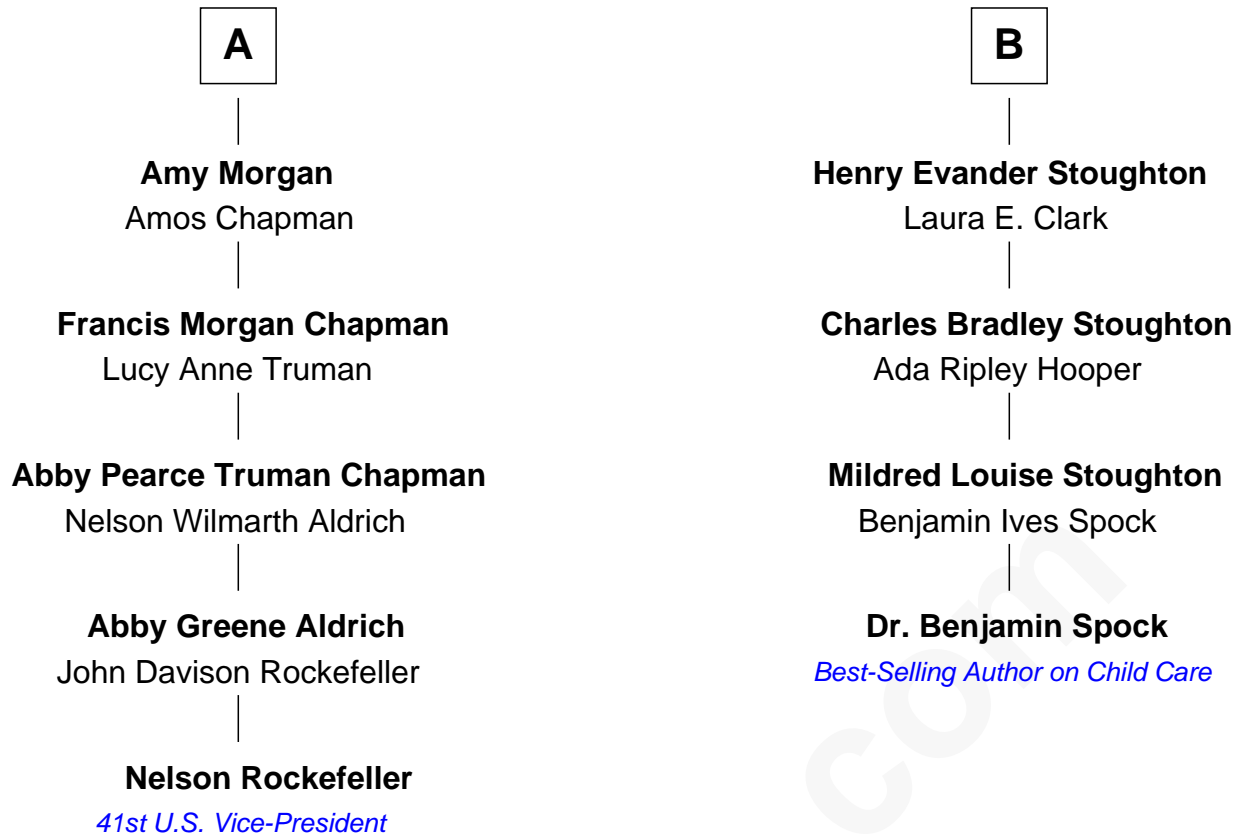 A
Amy Morgan
Amos Chapman
Francis Morgan Chapman
Lucy Anne Truman
Abby Pearce Truman Chapman
Nelson Wilmarth Aldrich
Abby Greene Aldrich
John Davison Rockefeller
Nelson Rockefeller
41st U.S. Vice-President
B
Henry Evander Stoughton
Laura E. Clark
Charles Bradley Stoughton
Ada Ripley Hooper
Mildred Louise Stoughton
Benjamin Ives Spock
Dr. Benjamin Spock
Best-Selling Author on Child Care
com